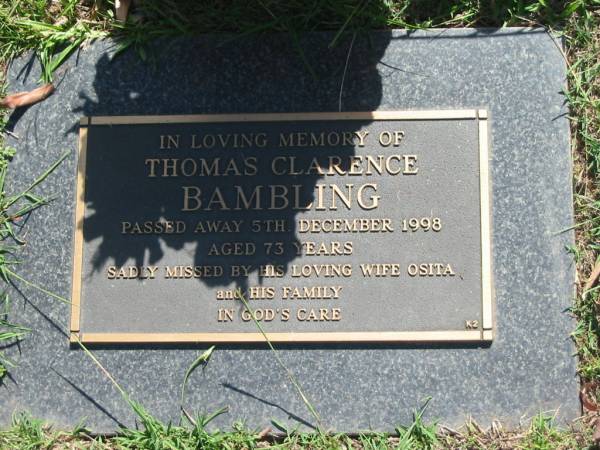 IN LOVING MEMORY OF
THOMAS CLARENCE
BAMBLING
PASSED AWAY 5TH. DECEMBER 1998
AGED 73 YEARS
SADLY MISSED BY HIS LOVING WIFE OSITA
and HIS FAMILY
IN GOD'S CARE
K2